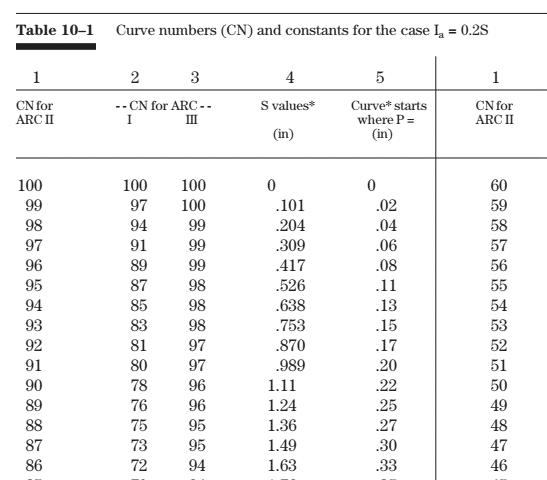 Table 10–1 Curve numbers (CN) and constants for the case Ia = 0.2S
1 2 3 4 5 1
CN for - - CN for ARC - - S values* Curve* starts CN for
ARC II I III where P = ARC II
(in) (in)
100 100 100 0 0 60
99 97 100 .101 .02 59
98 94 99 .204 .04 58
97 91 99 .309 .06 57
96 89 99 .417 .08 56
95 87 98 .526 .11 55
94 85 98 .638 .13 54
93 83 98 .753 .15 53
92 81 97 .870 .17 52
91 80 97 .989 .20 51
90 78 96 1.11 .22 50
89 76 96 1.24 .25 49
88 75 95 1.36 .27 48
87 73 95 1.49 .30 47
86 72 94 1.63 .33 46